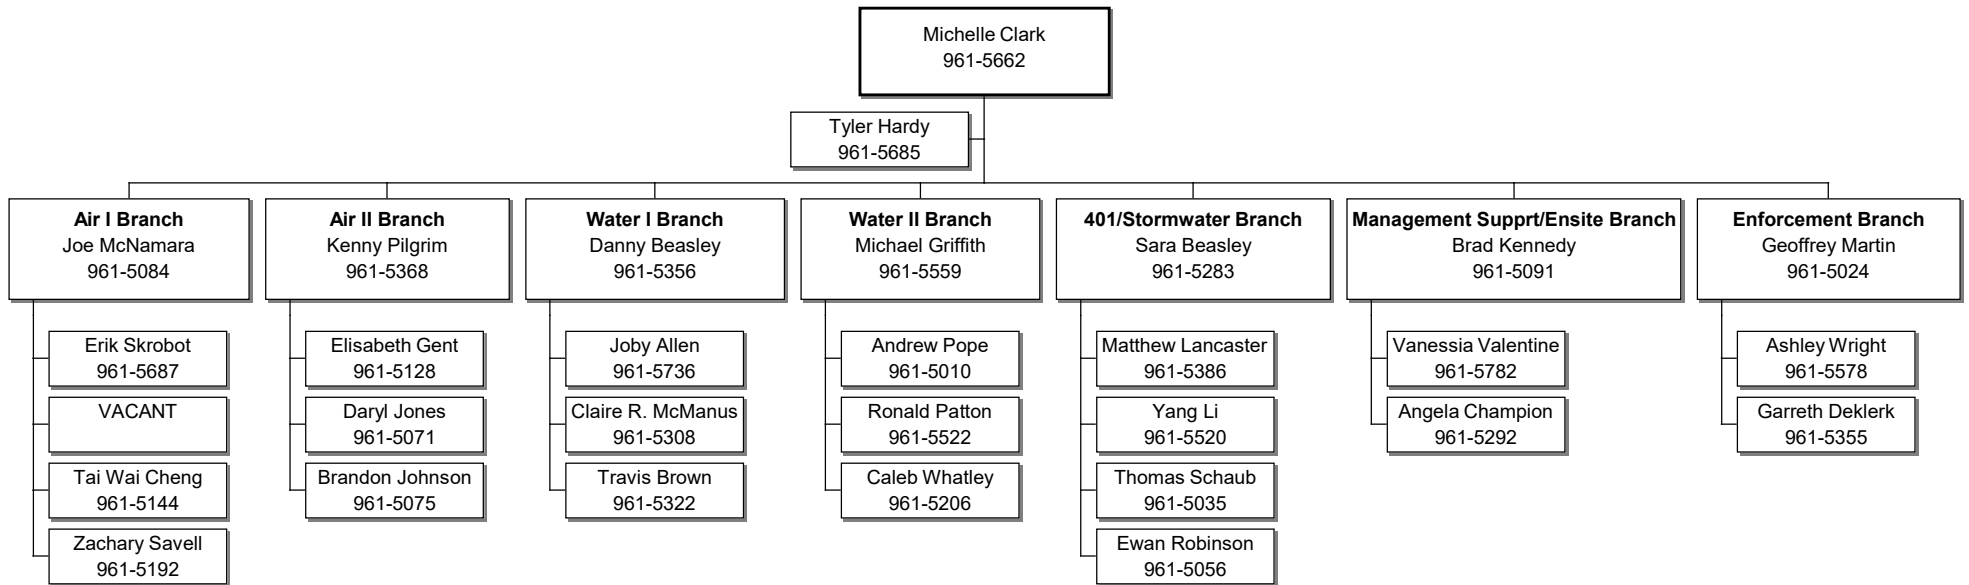 Michelle Clark
961-5662
Tyler Hardy
961-5685
Air I Branch
Joe McNamara
961-5084
Erik Skrobot
961-5687
VACANT
Tai Wai Cheng
961-5144
Zachary Savell
961-5192
Air II Branch
Kenny Pilgrim
961-5368
Elisabeth Gent
961-5128
Daryl Jones
961-5071
Brandon Johnson
961-5075
Water I Branch
Danny Beasley
961-5356
Joby Allen
961-5736
Claire R. McManus
961-5308
Travis Brown
961-5322
Water II Branch
Michael Griffith
961-5559
Andrew Pope
961-5010
Ronald Patton
961-5522
Caleb Whatley
961-5206
401/Stormwater Branch
Sara Beasley
961-5283
Matthew Lancaster
961-5386
Yang Li
961-5520
Thomas Schaub
961-5035
Ewan Robinson
961-5056
Management Supprt/Ensite Branch
Brad Kennedy
961-5091
Vanessia Valentine
961-5782
Angela Champion
961-5292
Enforcement Branch
Geoffrey Martin
961-5024
Ashley Wright
961-5578
Garreth Deklerk
961-5355